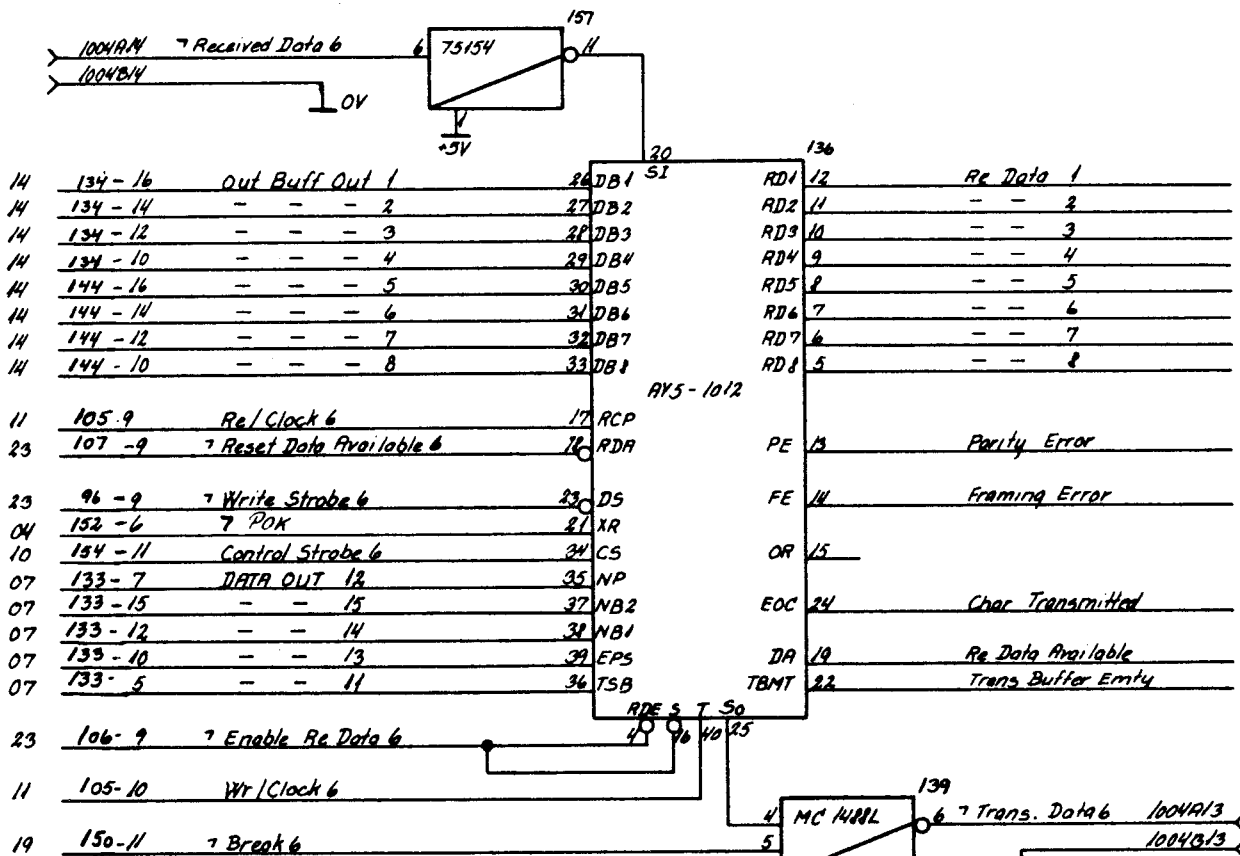 157
1004A14 ¬ Received Data 6 6 75154 11
1004B14
0V
+5V
136
20
SI
14 134-16 Out Buff Out 1 26 DB1 RD1 12 Re Data 1
14 134-14 - - - 2 27 DB2 RD2 11 - - 2
14 134-12 - - - 3 28 DB3 RD3 10 - - 3
14 134-10 - - - 4 29 DB4 RD4 9 - - 4
14 144-16 - - - 5 30 DB5 RD5 8 - - 5
14 144-14 - - - 6 31 DB6 RD6 7 - - 6
14 144-12 - - - 7 32 DB7 RD7 6 - - 7
14 144-10 - - - 8 33 DB8 RD8 5 - - 8
AY5-1012
11 105.9 Re/Clock 6 17 RCP
23 107-9 ¬ Reset Data Available 6 18 RDA PE 13 Parity Error
23 96-9 ¬ Write Strobe 6 23 DS FE 14 Framing Error
04 152-6 ¬ POK 21 XR
10 154-11 Control Strobe 6 34 CS OR 15
07 133-7 DATA OUT 12 35 NP
07 133-15 - - 15 37 NB2 EOC 24 Char Transmitted
07 133-12 - - 14 38 NB1
07 133-10 - - 13 39 EPS DA 19 Re Data Available
07 133-5 - - 11 36 TSB TBMT 22 Trans Buffer Emty
RDE S T SO
4 16 40 25
23 106-9 ¬ Enable Re Data 6
11 105-10 Wr/Clock 6
139
4 MC 1488L 6 ¬ Trans. Data 6 1004A13
19 150-11 ¬ Break 6 5 1004B13